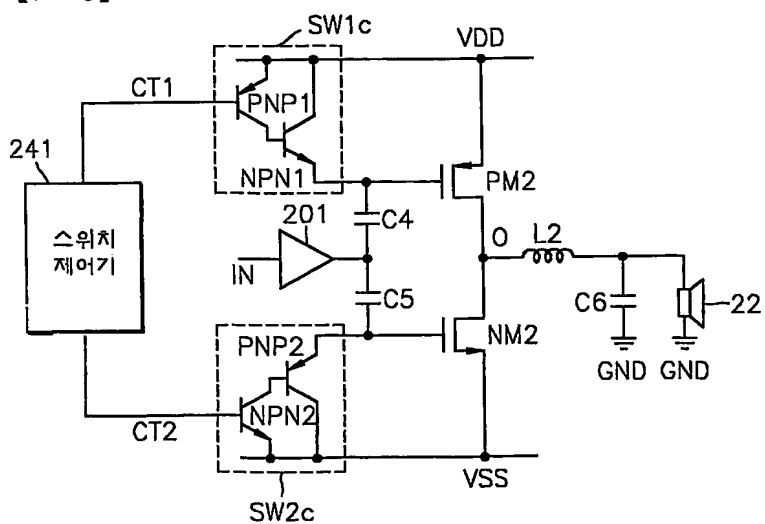 SW1c
VDD
CT1
PNP1
241
NPN1
PM2
스위치
제어기
201
C4
O
L2
IN
C5
C6
22
PNP2
NM2
GND GND
NPN2
CT2
VSS
SW2c